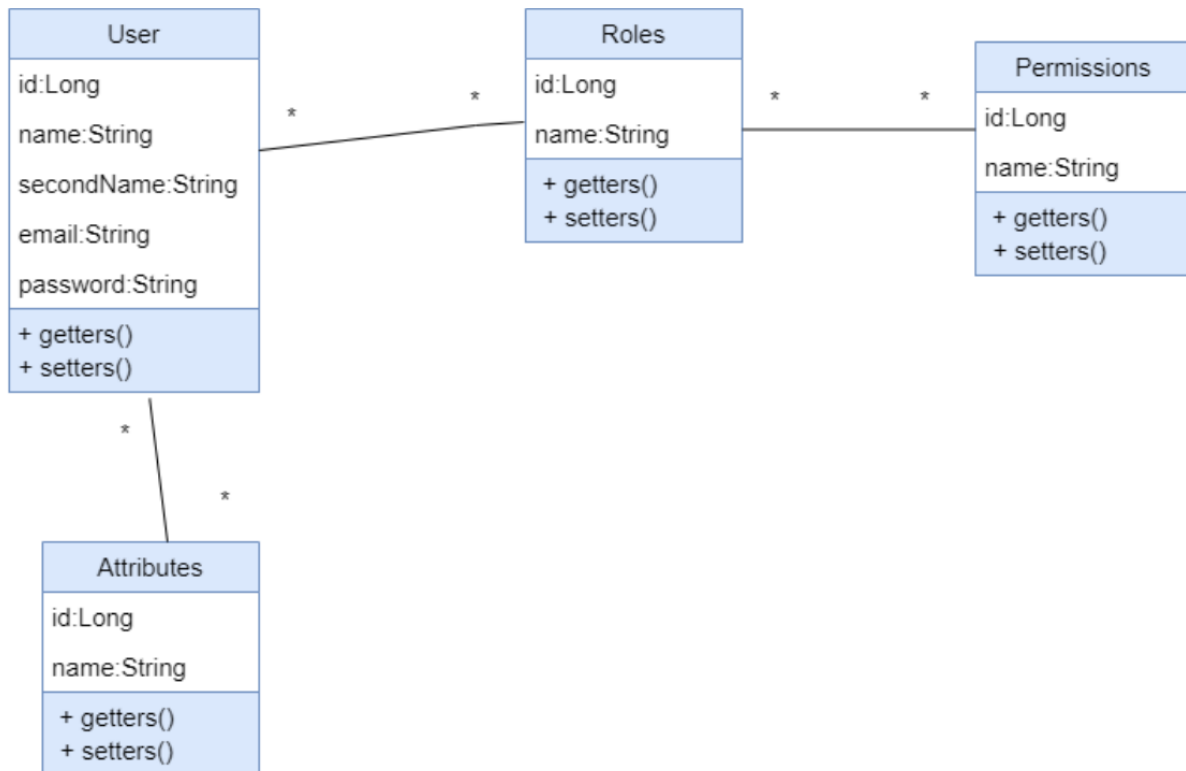 User
id:Long
name:String
secondName:String
email:String
password:String
+ getters()
+ setters()
*
*
Roles
id:Long
name:String
+ getters()
+ setters()
*
*
Permissions
id:Long
name:String
+ getters()
+ setters()
*
*
Attributes
id:Long
name:String
+ getters()
+ setters()